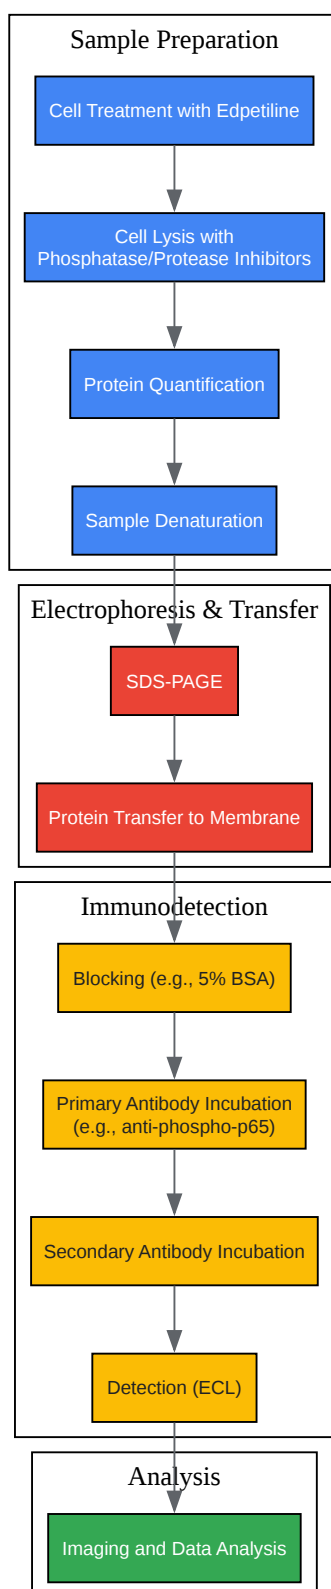 Sample Preparation
Cell Treatment with Edpetiline
Cell Lysis with
Phosphatase/Protease Inhibitors
Protein Quantification
Sample Denaturation
Electrophoresis & Transfer
SDS-PAGE
Protein Transfer to Membrane
Immunodetection
Blocking (e.g., 5% BSA)
Primary Antibody Incubation
(e.g., anti-phospho-p65)
Secondary Antibody Incubation
Detection (ECL)
Analysis
Imaging and Data Analysis